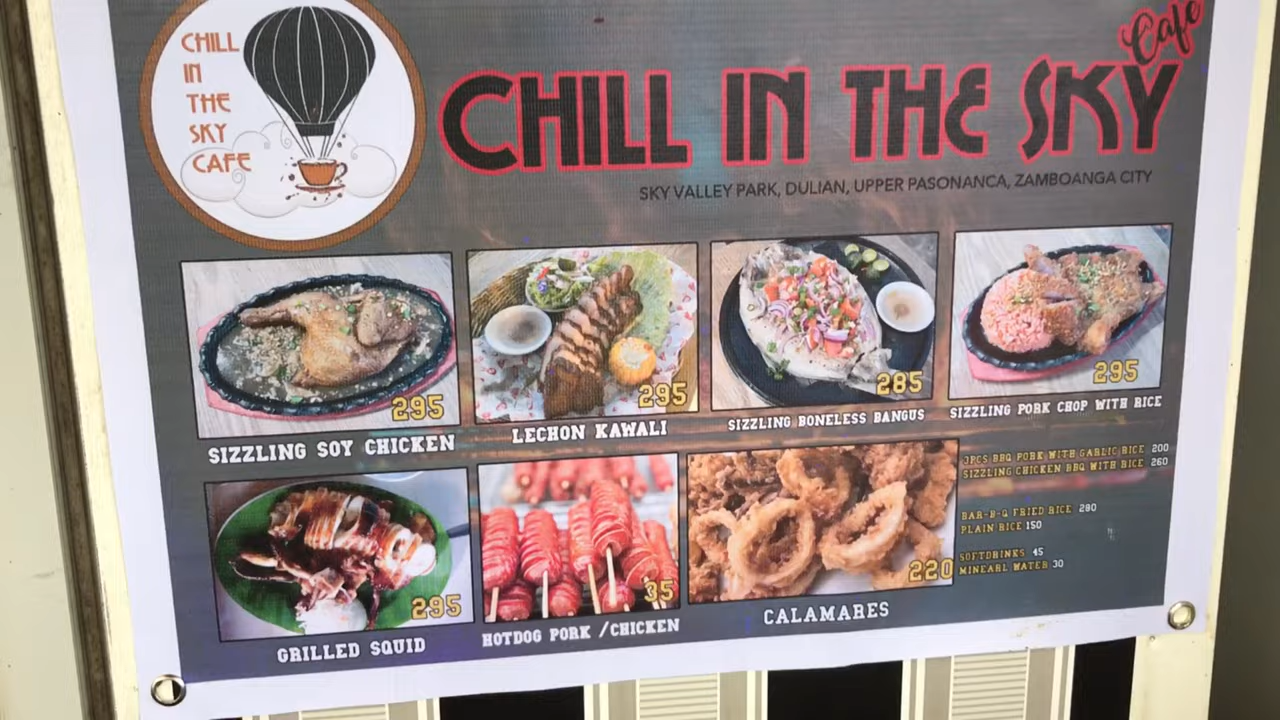 CHILL
IN
THE
SKY
CAFE
Cafe
CHILL IN THE SKY
SKY VALLEY PARK, DULIAN, UPPER PASONANCA, ZAMBOANGA CITY
295
SIZZLING SOY CHICKEN
295
LECHON KAWALI
285
SIZZLING BONELESS BANGUS
295
SIZZLING PORK CHOP WITH RICE
295
GRILLED SQUID
35
HOTDOG PORK /CHICKEN
220
CALAMARES
3PCS BBQ PORK WITH GARLIC RICE 200
SIZZLING CHICKEN BBQ WITH RICE 260
BAR-B-Q FRIED RICE 280
PLAIN RICE 150
SOFTDRINKS 45
MINEARL WATER 30